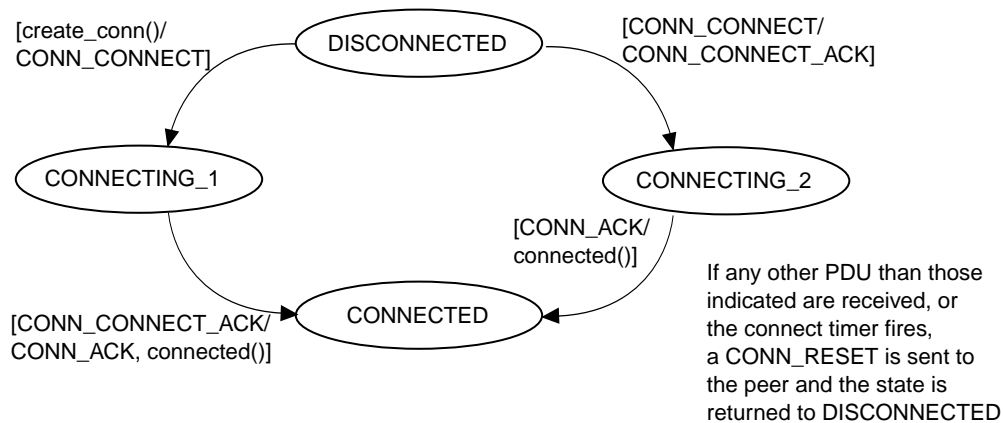 [create_conn()/
CONN_CONNECT]
DISCONNECTED
[CONN_CONNECT/
CONN_CONNECT_ACK]
CONNECTING_1
CONNECTING_2
[CONN_ACK/
connected()]
[CONN_CONNECT_ACK/
CONN_ACK, connected()]
CONNECTED
If any other PDU than those
indicated are received, or
the connect timer fires,
a CONN_RESET is sent to
the peer and the state is
returned to DISCONNECTED